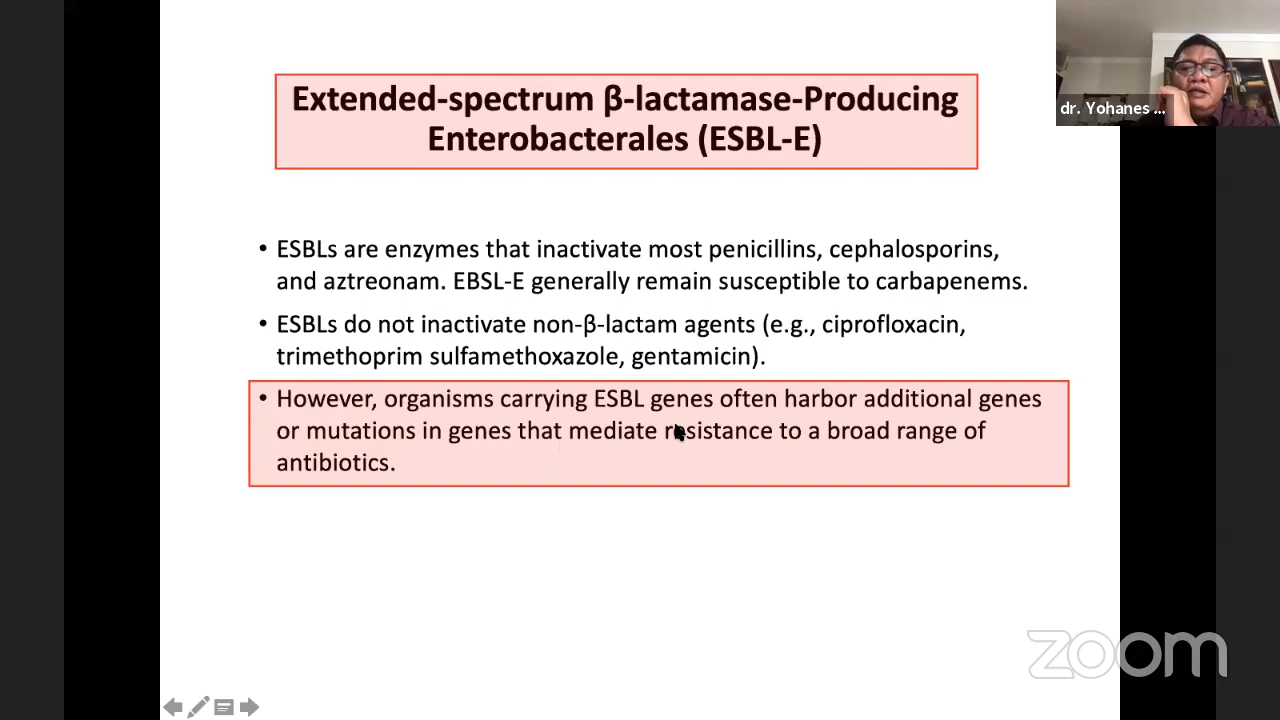 Extended-spectrum β-lactamase-Producing
Enterobacterales (ESBL-E)
dr. Yohanes ...
• ESBLs are enzymes that inactivate most penicillins, cephalosporins,
and aztreonam. EBSL-E generally remain susceptible to carbapenems.
• ESBLs do not inactivate non-β-lactam agents (e.g., ciprofloxacin,
trimethoprim sulfamethoxazole, gentamicin).
• However, organisms carrying ESBL genes often harbor additional genes
or mutations in genes that mediate resistance to a broad range of
antibiotics.
zoom